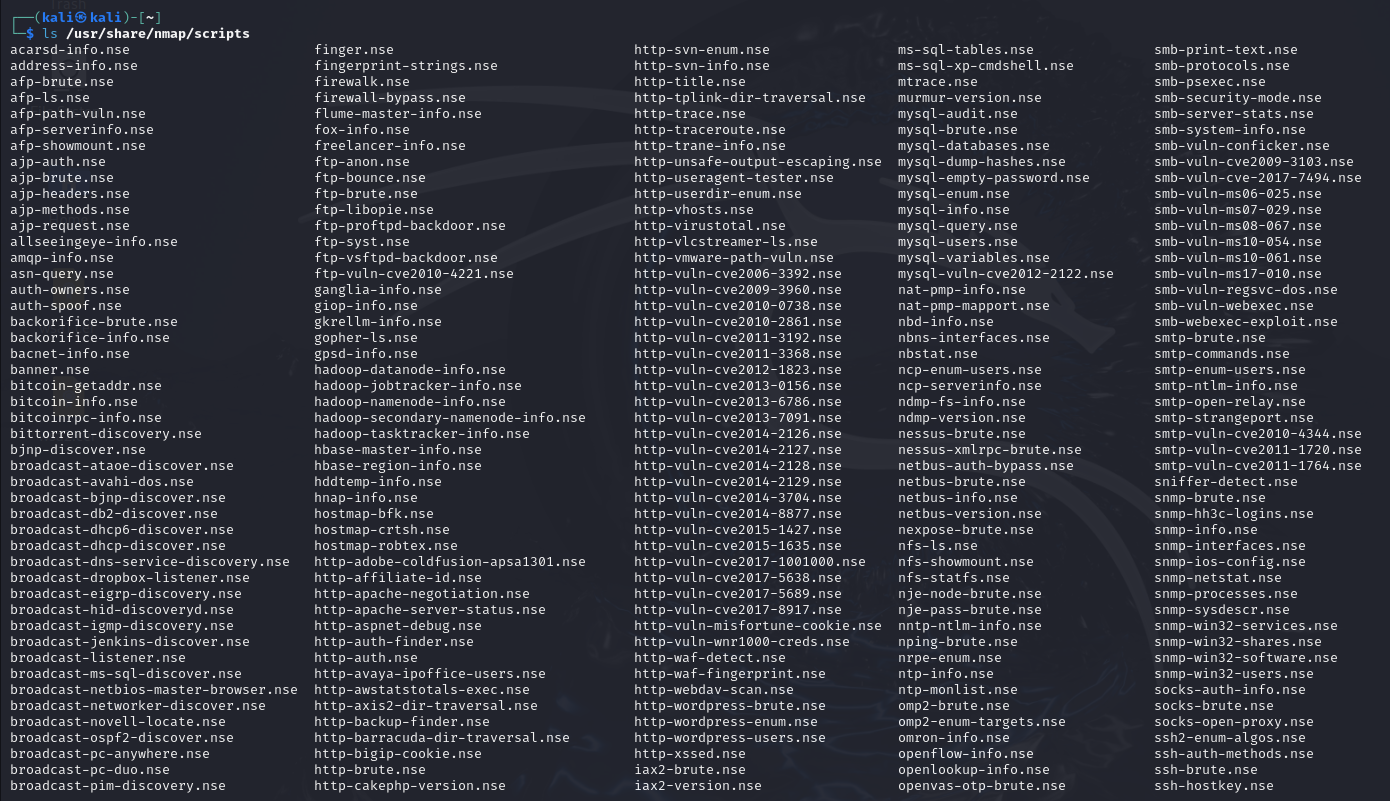 ┌──(kali㉿kali)-[~]
└─$ ls /usr/share/nmap/scripts
acarsd-info.nse finger.nse http-svn-enum.nse ms-sql-tables.nse smb-print-text.nse
address-info.nse fingerprint-strings.nse http-svn-info.nse ms-sql-xp-cmdshell.nse smb-protocols.nse
afp-brute.nse firewalk.nse http-title.nse mtrace.nse smb-psexec.nse
afp-ls.nse firewall-bypass.nse http-tplink-dir-traversal.nse murmur-version.nse smb-security-mode.nse
afp-path-vuln.nse flume-master-info.nse http-trace.nse mysql-audit.nse smb-server-stats.nse
afp-serverinfo.nse fox-info.nse http-traceroute.nse mysql-brute.nse smb-system-info.nse
afp-showmount.nse freelancer-info.nse http-trane-info.nse mysql-databases.nse smb-vuln-conficker.nse
ajp-auth.nse ftp-anon.nse http-unsafe-output-escaping.nse mysql-dump-hashes.nse smb-vuln-cve2009-3103.nse
ajp-brute.nse ftp-bounce.nse http-useragent-tester.nse mysql-empty-password.nse smb-vuln-cve-2017-7494.nse
ajp-headers.nse ftp-brute.nse http-userdir-enum.nse mysql-enum.nse smb-vuln-ms06-025.nse
ajp-methods.nse ftp-libopie.nse http-vhosts.nse mysql-info.nse smb-vuln-ms07-029.nse
ajp-request.nse ftp-proftpd-backdoor.nse http-virustotal.nse mysql-query.nse smb-vuln-ms08-067.nse
allseeingeye-info.nse ftp-syst.nse http-vlcstreamer-ls.nse mysql-users.nse smb-vuln-ms10-054.nse
amqp-info.nse ftp-vsftpd-backdoor.nse http-vmware-path-vuln.nse mysql-variables.nse smb-vuln-ms10-061.nse
asn-query.nse ftp-vuln-cve2010-4221.nse http-vuln-cve2006-3392.nse mysql-vuln-cve2012-2122.nse smb-vuln-ms17-010.nse
auth-owners.nse ganglia-info.nse http-vuln-cve2009-3960.nse nat-pmp-info.nse smb-vuln-regsvc-dos.nse
auth-spoof.nse giop-info.nse http-vuln-cve2010-0738.nse nat-pmp-mapport.nse smb-vuln-webexec.nse
backorifice-brute.nse gkrellm-info.nse http-vuln-cve2010-2861.nse nbd-info.nse smb-webexec-exploit.nse
backorifice-info.nse gopher-ls.nse http-vuln-cve2011-3192.nse nbns-interfaces.nse smtp-brute.nse
bacnet-info.nse gpsd-info.nse http-vuln-cve2011-3368.nse nbstat.nse smtp-commands.nse
banner.nse hadoop-datanode-info.nse http-vuln-cve2012-1823.nse ncp-enum-users.nse smtp-enum-users.nse
bitcoin-getaddr.nse hadoop-jobtracker-info.nse http-vuln-cve2013-0156.nse ncp-serverinfo.nse smtp-ntlm-info.nse
bitcoin-info.nse hadoop-namenode-info.nse http-vuln-cve2013-6786.nse ndmp-fs-info.nse smtp-open-relay.nse
bitcoinrpc-info.nse hadoop-secondary-namenode-info.nse http-vuln-cve2013-7091.nse ndmp-version.nse smtp-strangeport.nse
bittorrent-discovery.nse hadoop-tasktracker-info.nse http-vuln-cve2014-2126.nse nessus-brute.nse smtp-vuln-cve2010-4344.nse
bjnp-discover.nse hbase-master-info.nse http-vuln-cve2014-2127.nse nessus-xmlrpc-brute.nse smtp-vuln-cve2011-1720.nse
broadcast-ataoe-discover.nse hbase-region-info.nse http-vuln-cve2014-2128.nse netbus-auth-bypass.nse smtp-vuln-cve2011-1764.nse
broadcast-avahi-dos.nse hddtemp-info.nse http-vuln-cve2014-2129.nse netbus-brute.nse sniffer-detect.nse
broadcast-bjnp-discover.nse hnap-info.nse http-vuln-cve2014-3704.nse netbus-info.nse snmp-brute.nse
broadcast-db2-discover.nse hostmap-bfk.nse http-vuln-cve2014-8877.nse netbus-version.nse snmp-hh3c-logins.nse
broadcast-dhcp6-discover.nse hostmap-crtsh.nse http-vuln-cve2015-1427.nse nexpose-brute.nse snmp-info.nse
broadcast-dhcp-discover.nse hostmap-robtex.nse http-vuln-cve2015-1635.nse nfs-ls.nse snmp-interfaces.nse
broadcast-dns-service-discovery.nse http-adobe-coldfusion-apsa1301.nse http-vuln-cve2017-1001000.nse nfs-showmount.nse snmp-ios-config.nse
broadcast-dropbox-listener.nse http-affiliate-id.nse http-vuln-cve2017-5638.nse nfs-statfs.nse snmp-netstat.nse
broadcast-eigrp-discovery.nse http-apache-negotiation.nse http-vuln-cve2017-5689.nse nje-node-brute.nse snmp-processes.nse
broadcast-hid-discoveryd.nse http-apache-server-status.nse http-vuln-cve2017-8917.nse nje-pass-brute.nse snmp-sysdescr.nse
broadcast-igmp-discovery.nse http-aspnet-debug.nse http-vuln-misfortune-cookie.nse nntp-ntlm-info.nse snmp-win32-services.nse
broadcast-jenkins-discover.nse http-auth-finder.nse http-vuln-wnr1000-creds.nse nping-brute.nse snmp-win32-shares.nse
broadcast-listener.nse http-auth.nse http-waf-detect.nse nrpe-enum.nse snmp-win32-software.nse
broadcast-ms-sql-discover.nse http-avaya-ipoffice-users.nse http-waf-fingerprint.nse ntp-info.nse snmp-win32-users.nse
broadcast-netbios-master-browser.nse http-awstatstotals-exec.nse http-webdav-scan.nse ntp-monlist.nse socks-auth-info.nse
broadcast-networker-discover.nse http-axis2-dir-traversal.nse http-wordpress-brute.nse omp2-brute.nse socks-brute.nse
broadcast-novell-locate.nse http-backup-finder.nse http-wordpress-enum.nse omp2-enum-targets.nse socks-open-proxy.nse
broadcast-ospf2-discover.nse http-barracuda-dir-traversal.nse http-wordpress-users.nse omron-info.nse ssh2-enum-algos.nse
broadcast-pc-anywhere.nse http-bigip-cookie.nse http-xssed.nse openflow-info.nse ssh-auth-methods.nse
broadcast-pc-duo.nse http-brute.nse iax2-brute.nse openlookup-info.nse ssh-brute.nse
broadcast-pim-discovery.nse http-cakephp-version.nse iax2-version.nse openvas-otp-brute.nse ssh-hostkey.nse